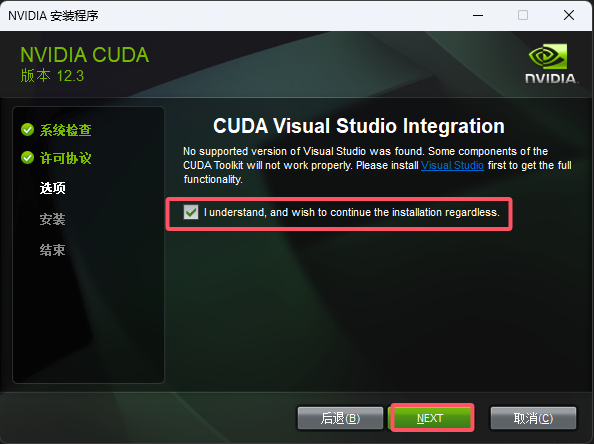 NVIDIA 安装程序
NVIDIA CUDA
版本 12.3
NVIDIA.
系统检查
许可协议
选项
安装
结束
CUDA Visual Studio Integration
No supported version of Visual Studio was found. Some components of the
CUDA Toolkit will not work properly. Please install Visual Studio first to get the full
functionality.
I understand, and wish to continue the installation regardless.
后退(B)
NEXT
取消(C)